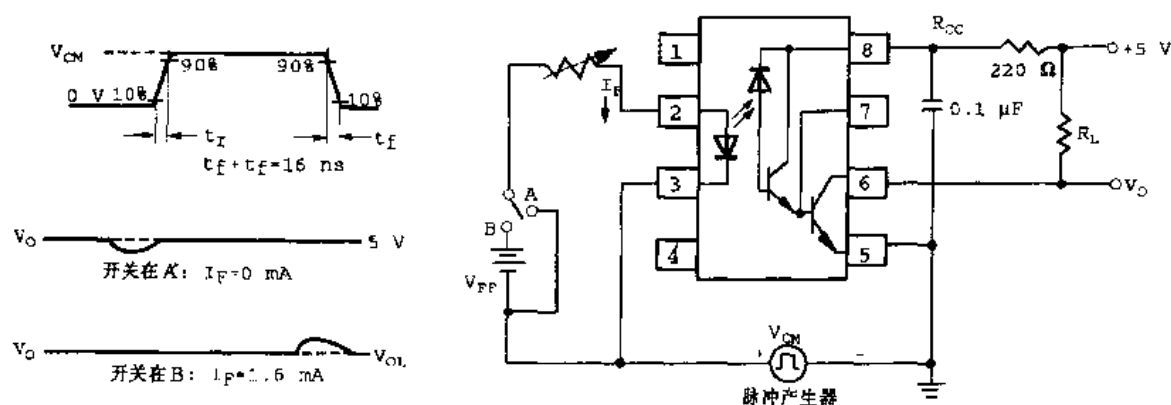 V_CM
90% 90%
0 V 10% 10%
t_r t_f
t_f+t_f=16 ns
V_O 5 V
开关在A: I_F=0 mA
V_O V_OL
开关在B: I_F=1.6 mA
I_F
A
B
V_FF
1
2
3
4
8
7
6
5
R_CC
220 Ω
+5 V
0.1 μF
R_L
V_O
V_CM
脉冲产生器